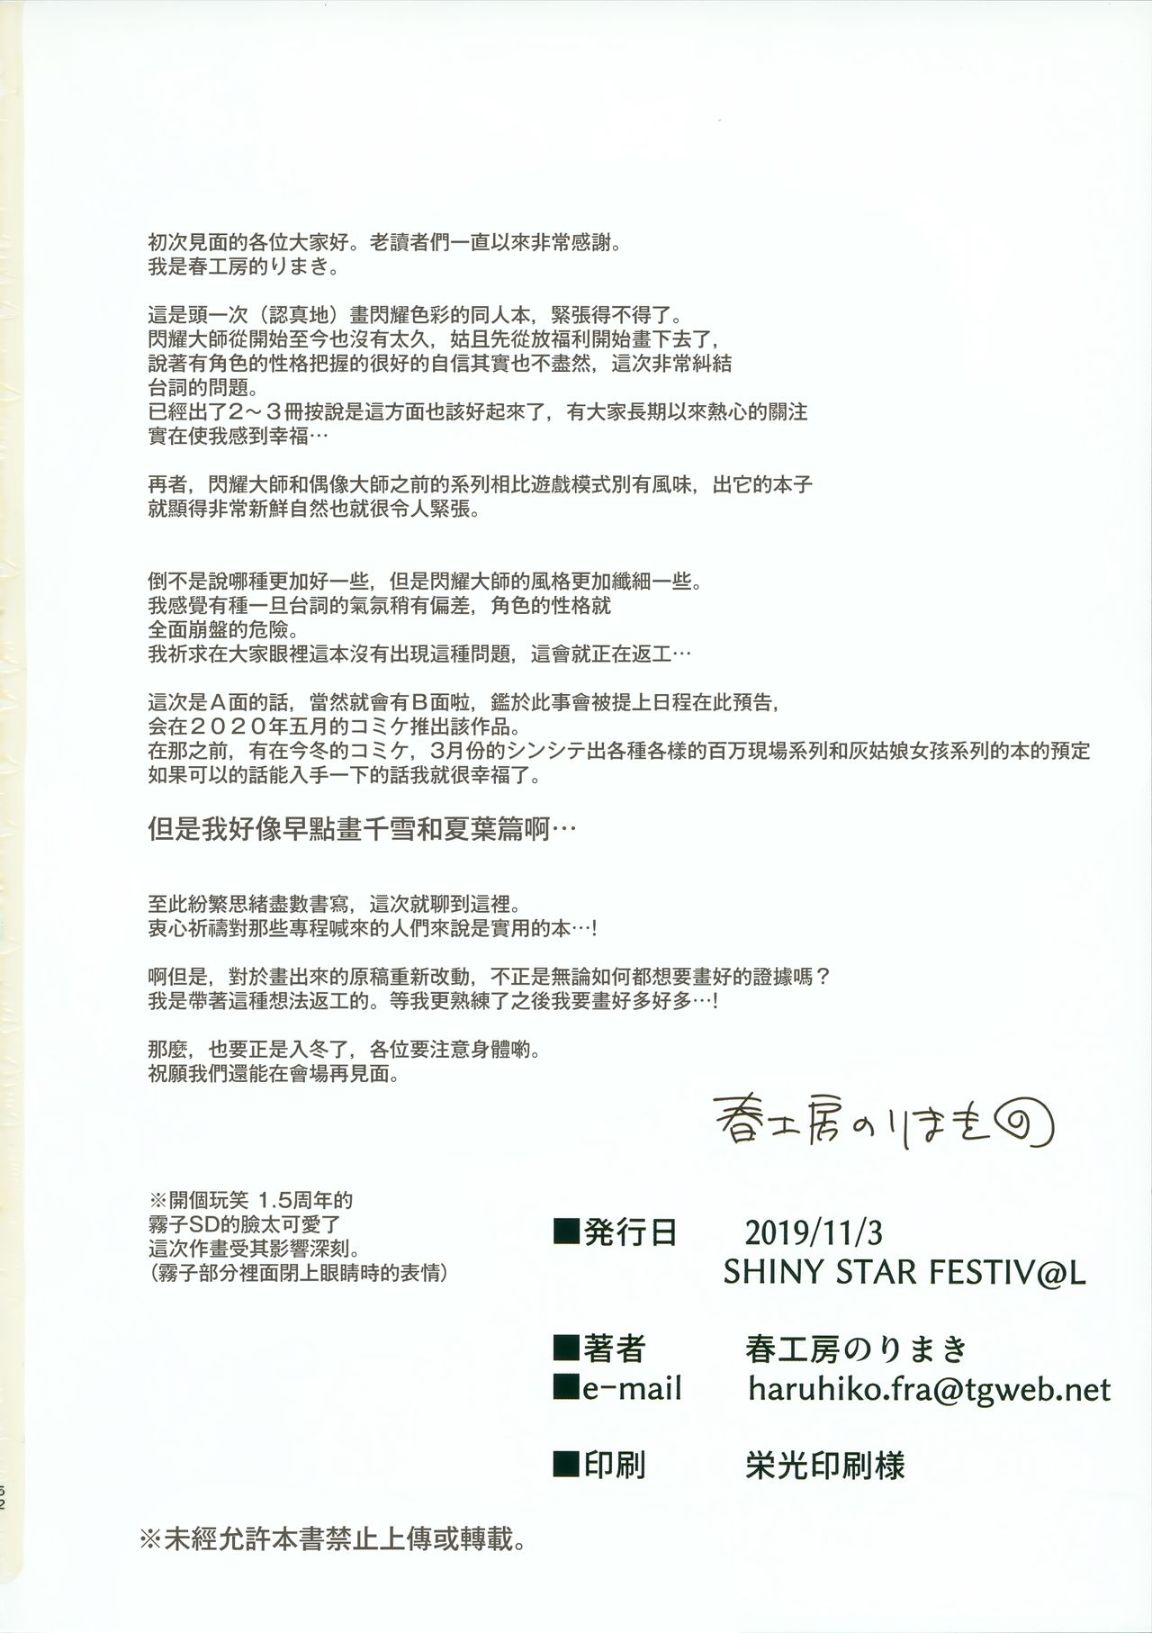 初次見面的各位大家好。老讀者們一直以來非常感謝。
我是春工房的りまき。
這是頭一次（認真地）畫閃耀色彩的同人本，緊張得不得了。
閃耀大師從開始至今也沒有太久，姑且先從放福利開始畫下去了，
說著有角色的性格把握的很好的自信其實也不盡然，這次非常糾結
台詞的問題。
已經出了２～３冊按說是這方面也該好起來了，有大家長期以來熱心的關注
實在使我感到幸福…
再者，閃耀大師和偶像大師之前的系列相比遊戲模式別有風味，出它的本子
就顯得非常新鮮自然也就很令人緊張。
倒不是說哪種更加好一些，但是閃耀大師的風格更加纖細一些。
我感覺有種一旦台詞的氣氛稍有偏差，角色的性格就
全面崩盤的危險。
我祈求在大家眼裡這本沒有出現這種問題，這會就正在返工…
這次是Ａ面的話，當然就會有Ｂ面啦，鑑於此事會被提上日程在此預告，
会在２０２０年五月的コミケ推出該作品。
在那之前，有在今冬的コミケ，3月份的シンシテ出各種各樣的百万現場系列和灰姑娘女孩系列的本的預定
如果可以的話能入手一下的話我就很幸福了。
但是我好像早點畫千雪和夏葉篇啊…
至此紛繁思緒盡數書寫，這次就聊到這裡。
衷心祈禱對那些專程喊來的人們來說是實用的本…!
啊但是，對於畫出來的原稿重新改動，不正是無論如何都想要畫好的證據嗎？
我是帶著這種想法返工的。等我更熟練了之後我要畫好多好多…!
那麼，也要正是入冬了，各位要注意身體喲。
祝願我們還能在會場再見面。
春工房のりまき
※開個玩笑 1.5周年的
霧子SD的臉太可愛了
這次作畫受其影響深刻。
（霧子部分裡面閉上眼睛時的表情）
■発行日 2019/11/3
SHINY STAR FESTIV@L
■著者 春工房のりまき
■e-mail haruhiko.fra@tgweb.net
■印刷 栄光印刷様
※未經允許本書禁止上傳或轉載。